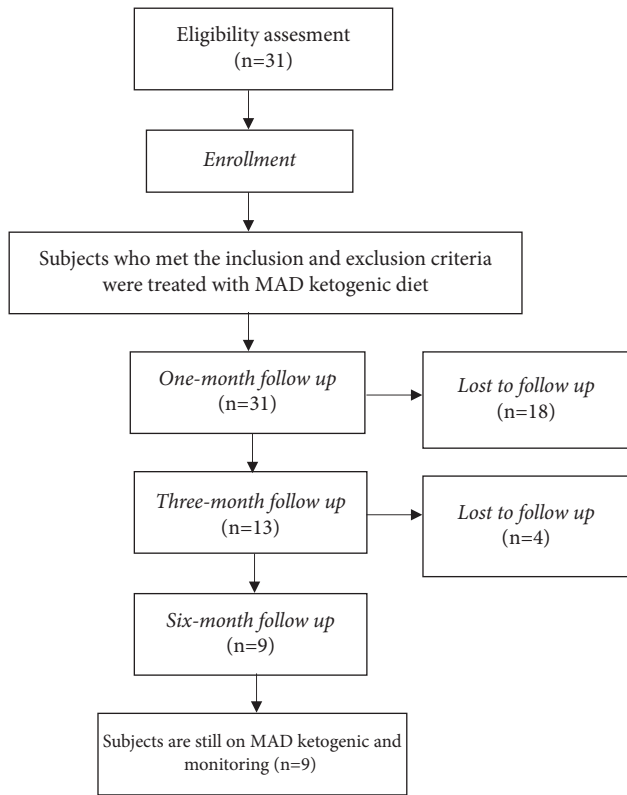 Eligibility assesment
(n=31)
Enrollment
Subjects who met the inclusion and exclusion criteria
were treated with MAD ketogenic diet
One-month follow up
(n=31)
Lost to follow up
(n=18)
Three-month follow up
(n=13)
Lost to follow up
(n=4)
Six-month follow up
(n=9)
Subjects are still on MAD ketogenic and
monitoring (n=9)